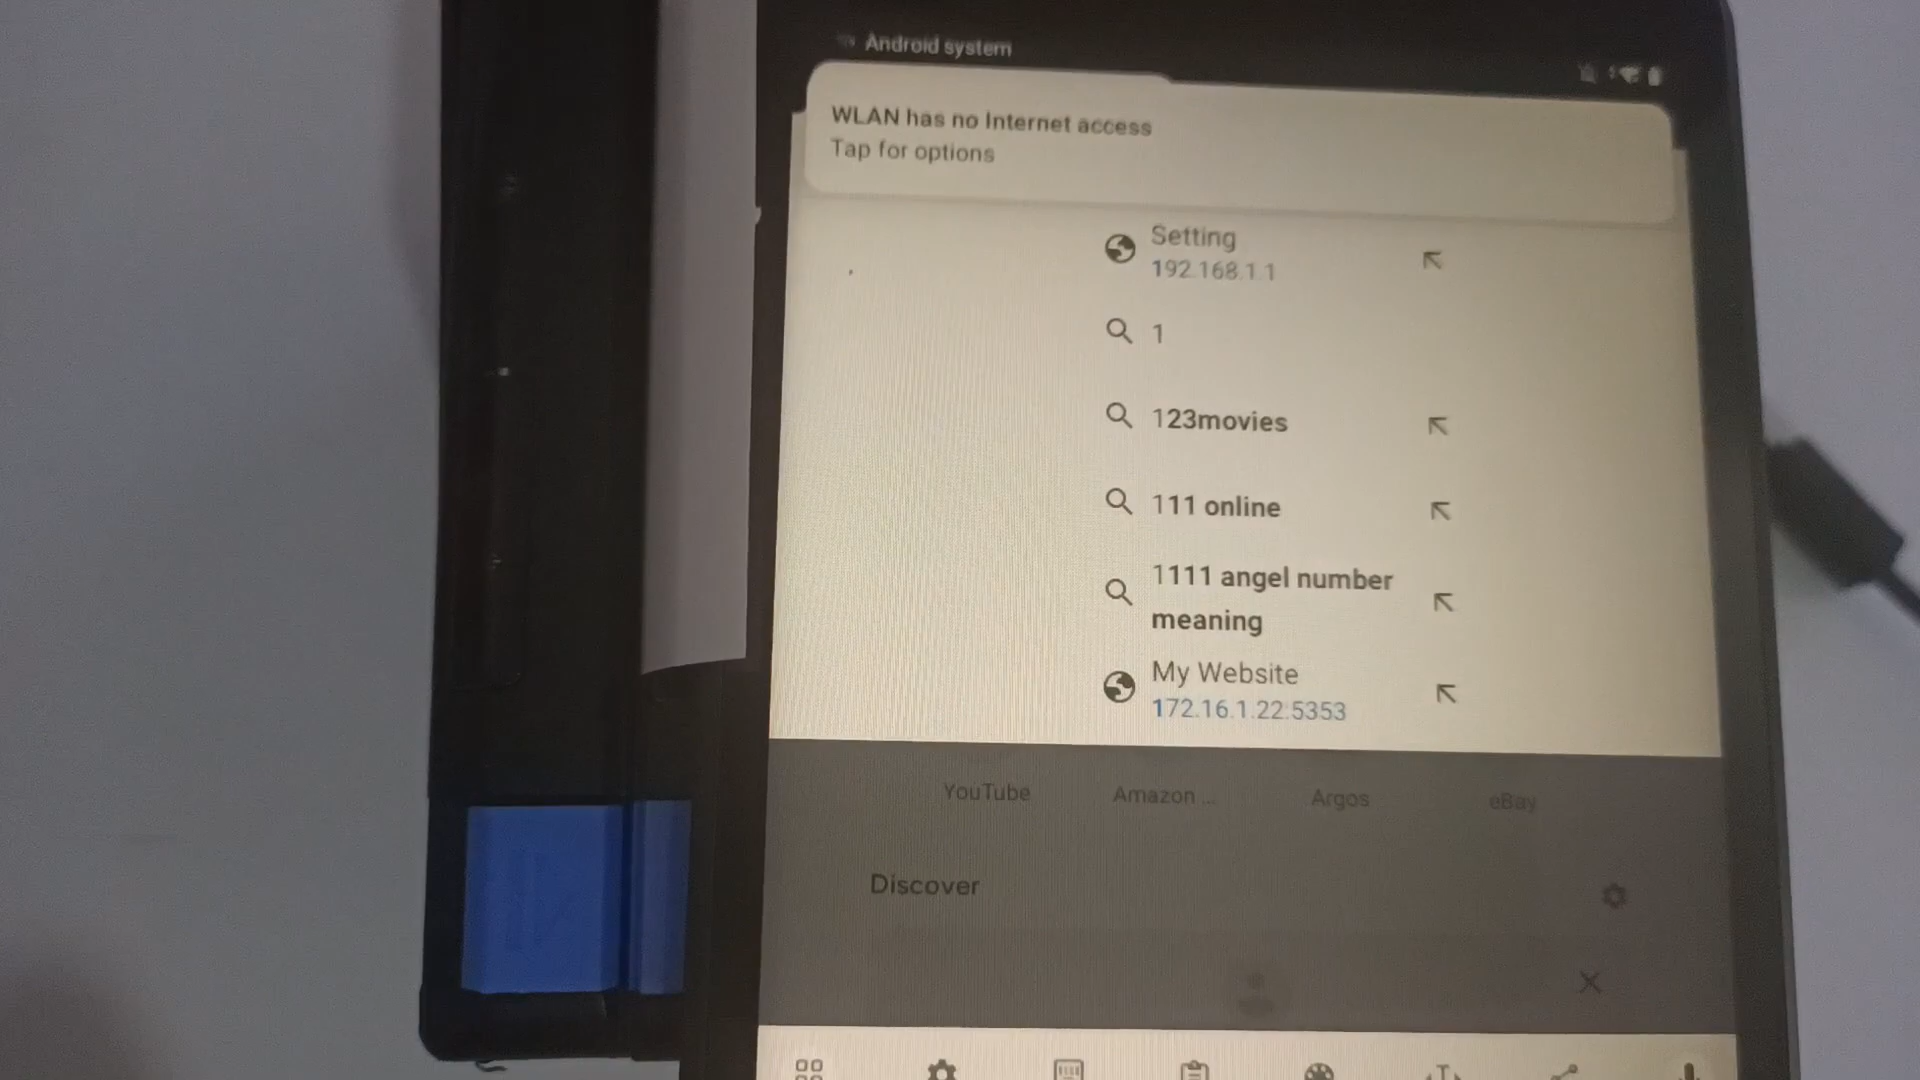 Android system
WLAN has no Internet access
Tap for options
Setting
192.168.1.1
1
123movies
111 online
1111 angel number
meaning
My Website
172.16.1.22:5353
YouTube
Amazon ...
Argos
eBay
Discover